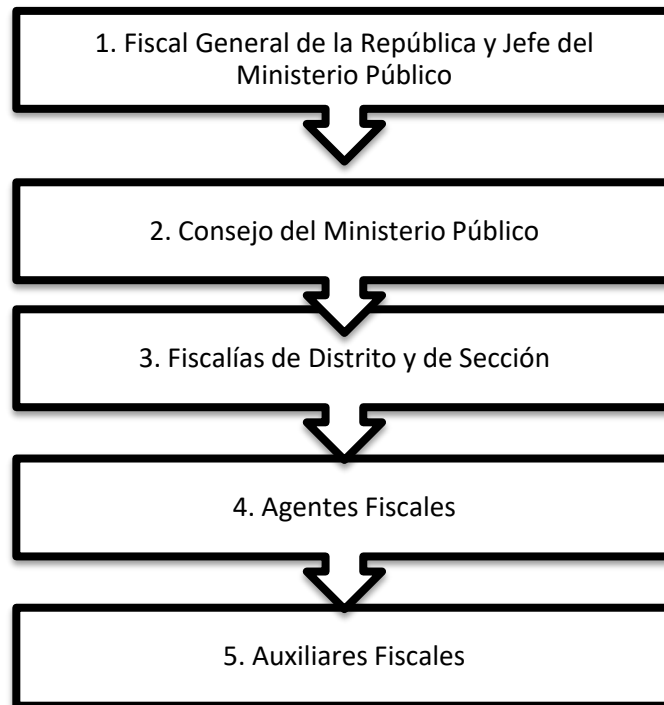 1. Fiscal General de la República y Jefe del
Ministerio Público
2. Consejo del Ministerio Público
3. Fiscalías de Distrito y de Sección
4. Agentes Fiscales
5. Auxiliares Fiscales